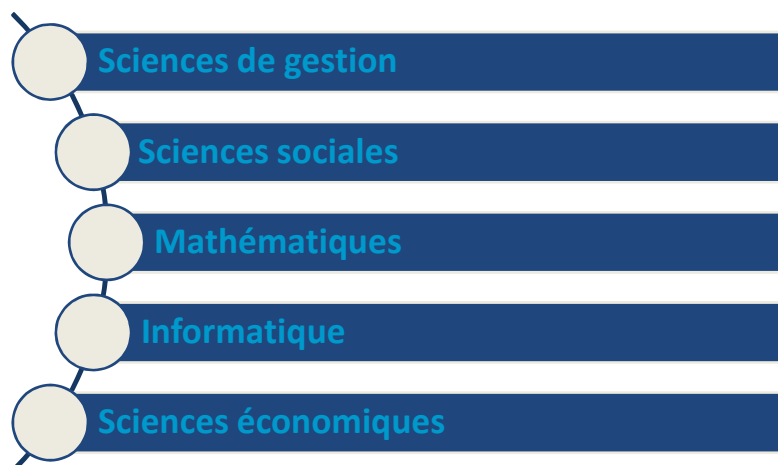 Sciences de gestion
Sciences sociales
Mathématiques
Informatique
Sciences économiques